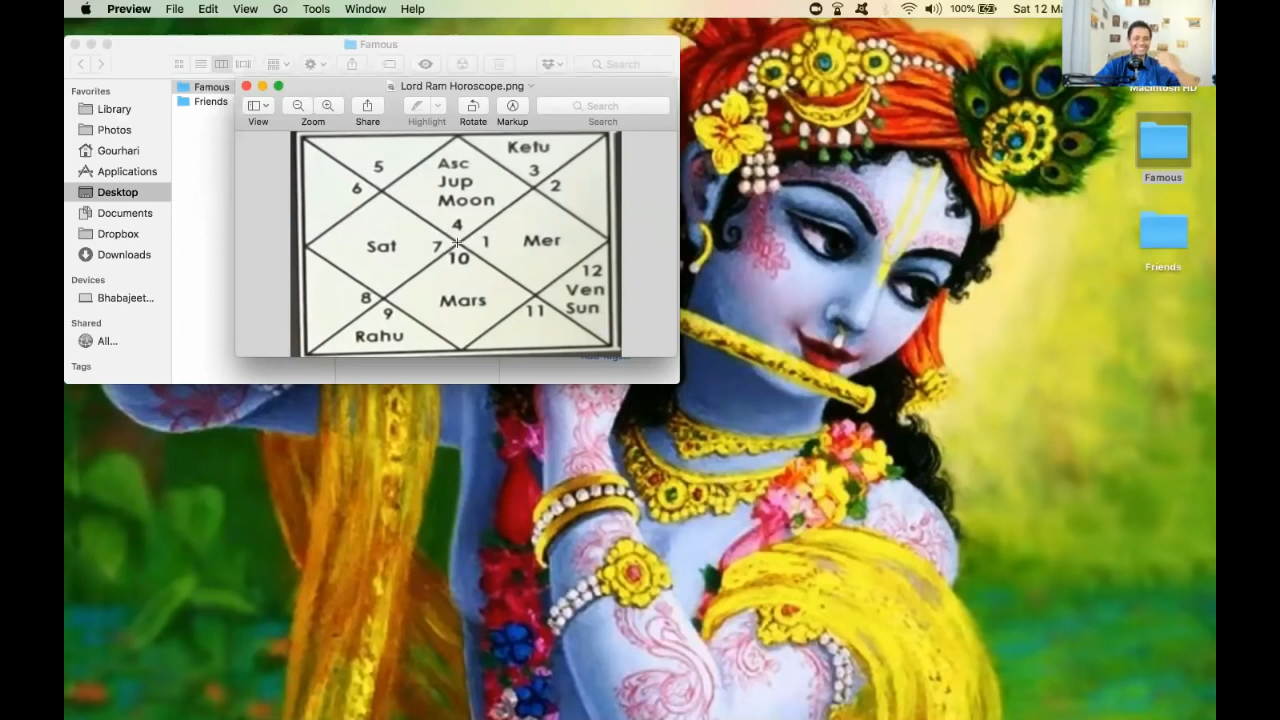 Preview File Edit View Go Tools Window Help 100% Sat 12 Ma
Famous
Search
Macintosh HD
Favorites
Library
Photos
Gourhari
Applications
Desktop
Documents
Dropbox
Downloads
Devices
Bhabajeet...
Shared
All...
Tags
Famous
Friends
Lord Ram Horoscope.png
Search
View Zoom Share Highlight Rotate Markup Search
Ketu
5 Asc 3
6 Jup 2
Moon
4
Sat 7 1 Mer
10
12
8 Mars Ven
9 11 Sun
Rahu
Famous
Friends